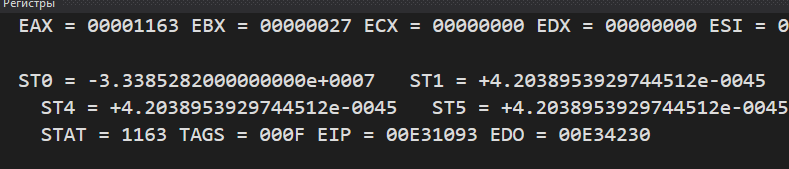 Регистры
EAX = 00001163 EBX = 00000027 ECX = 00000000 EDX = 00000000 ESI = 0
ST0 = -3.3385282000000000e+0007 ST1 = +4.2038953929744512e-0045
ST4 = +4.2038953929744512e-0045 ST5 = +4.2038953929744512e-0045
STAT = 1163 TAGS = 000F EIP = 00E31093 EDO = 00E34230